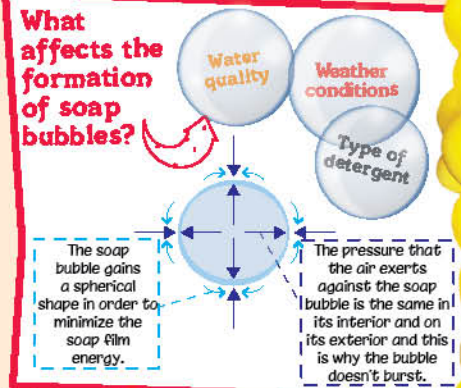 What
affects the
formation
of soap
bubbles?
Water
quality
Weather
conditions
Type of
detergent
The soap
bubble gains
a spherical
shape in order to
minimize the
soap film
energy.
The pressure that
the air exerts
against the soap
bubble is the same in
its interior and on
its exterior and this
is why the bubble
doesn't burst.